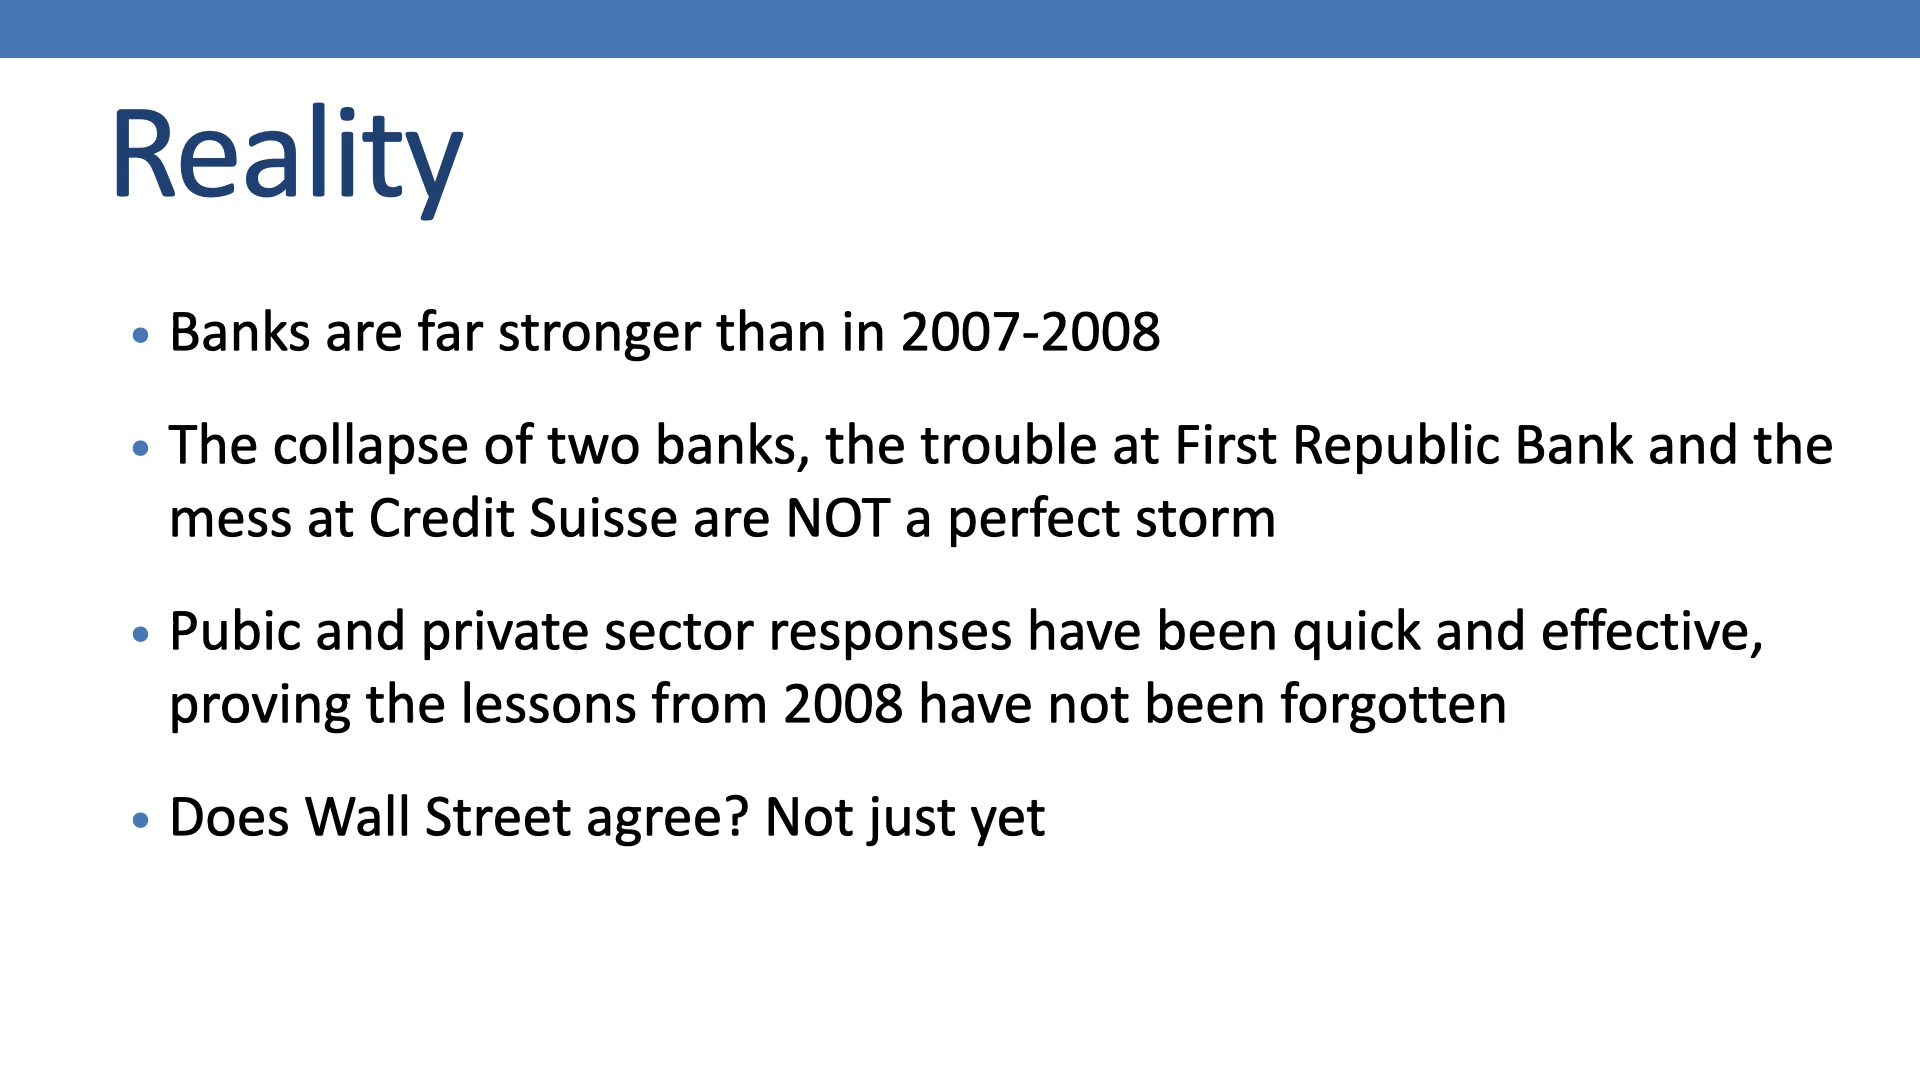 Reality
• Banks are far stronger than in 2007-2008
• The collapse of two banks, the trouble at First Republic Bank and the
mess at Credit Suisse are NOT a perfect storm
• Pubic and private sector responses have been quick and effective,
proving the lessons from 2008 have not been forgotten
• Does Wall Street agree? Not just yet